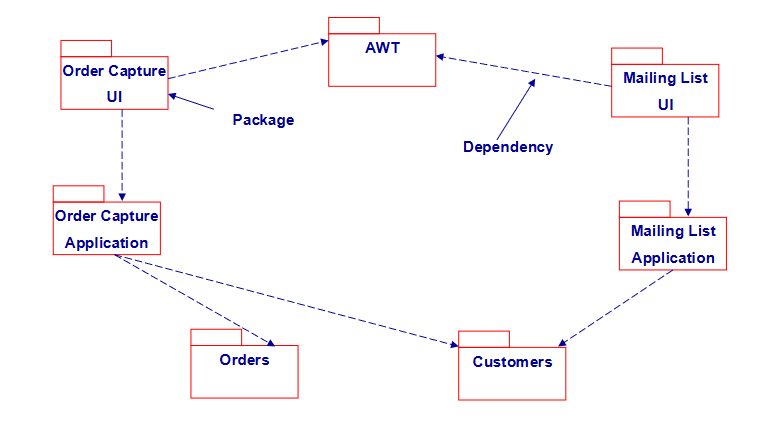 AWT
Order Capture
UI
Mailing List
UI
Package
Dependency
Order Capture
Application
Mailing List
Application
Orders
Customers